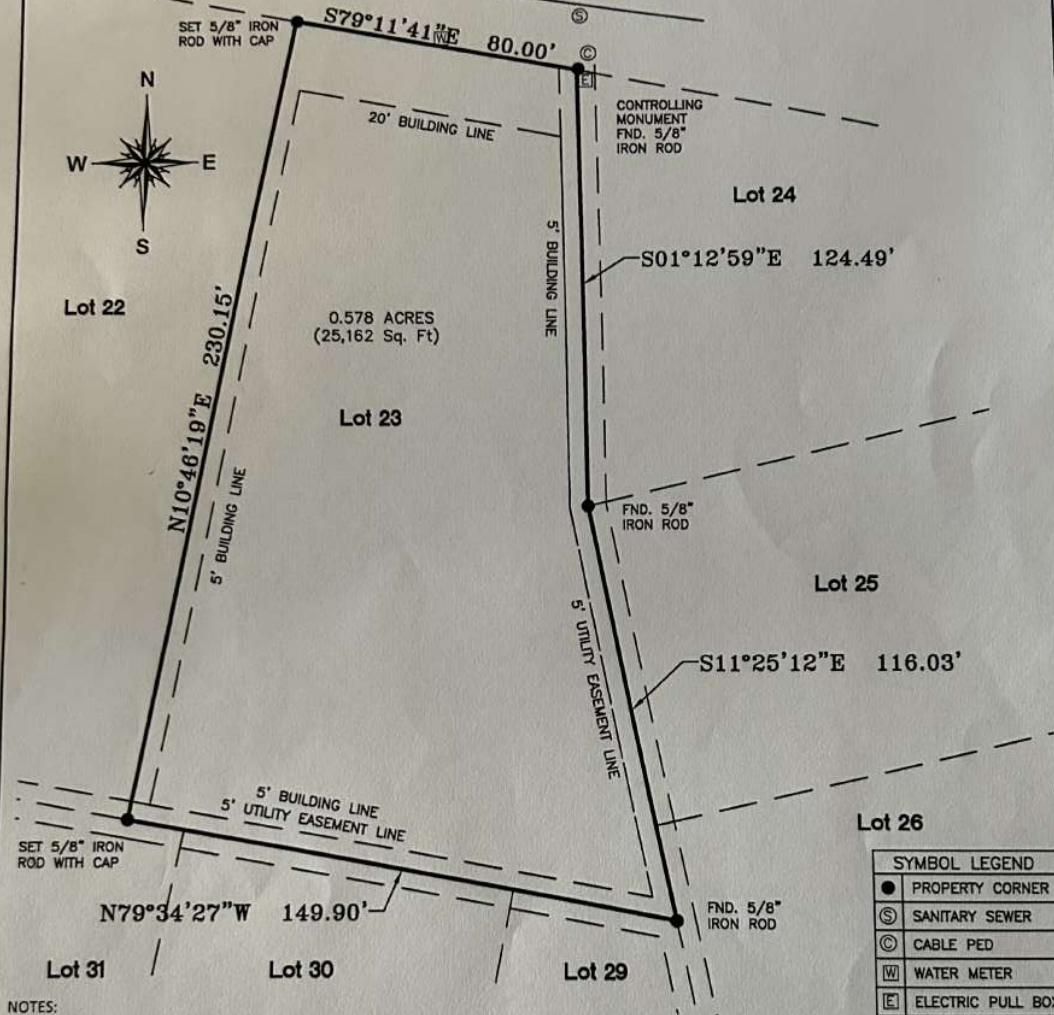 SET 5/8" IRON
ROD WITH CAP
S79°11'41"E 80.00'
W
S
C
E
N
W
E
S
20' BUILDING LINE
CONTROLLING
MONUMENT
FND. 5/8"
IRON ROD
Lot 24
5' BUILDING LINE
S01°12'59"E 124.49'
Lot 22
N10°46'19"E 230.15'
0.578 ACRES
(25,162 Sq. Ft)
Lot 23
5' BUILDING LINE
FND. 5/8"
IRON ROD
Lot 25
5' UTILITY EASEMENT LINE
S11°25'12"E 116.03'
5' BUILDING LINE
5' UTILITY EASEMENT LINE
SET 5/8" IRON
ROD WITH CAP
N79°34'27"W 149.90'
FND. 5/8"
IRON ROD
Lot 26
Lot 31
Lot 30
Lot 29
SYMBOL LEGEND
PROPERTY CORNER
S SANITARY SEWER
C CABLE PED
W WATER METER
E ELECTRIC PULL BOX
NOTES: